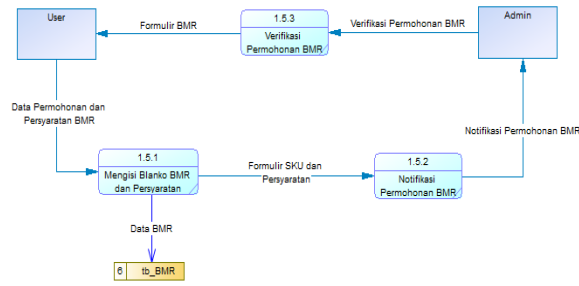 User
Formulir BMR
1.5.3
Verifikasi
Permohonan BMR
Verifikasi Permohonan BMR
Admin
Data Permohonan dan
Persyaratan BMR
Notifikasi Permohonan BMR
1.5.1
Mengisi Blanko BMR
dan Persyaratan
Formulir SKU dan
Persyaratan
1.5.2
Notifikasi
Permohonan BMR
Data BMR
6 tb_BMR